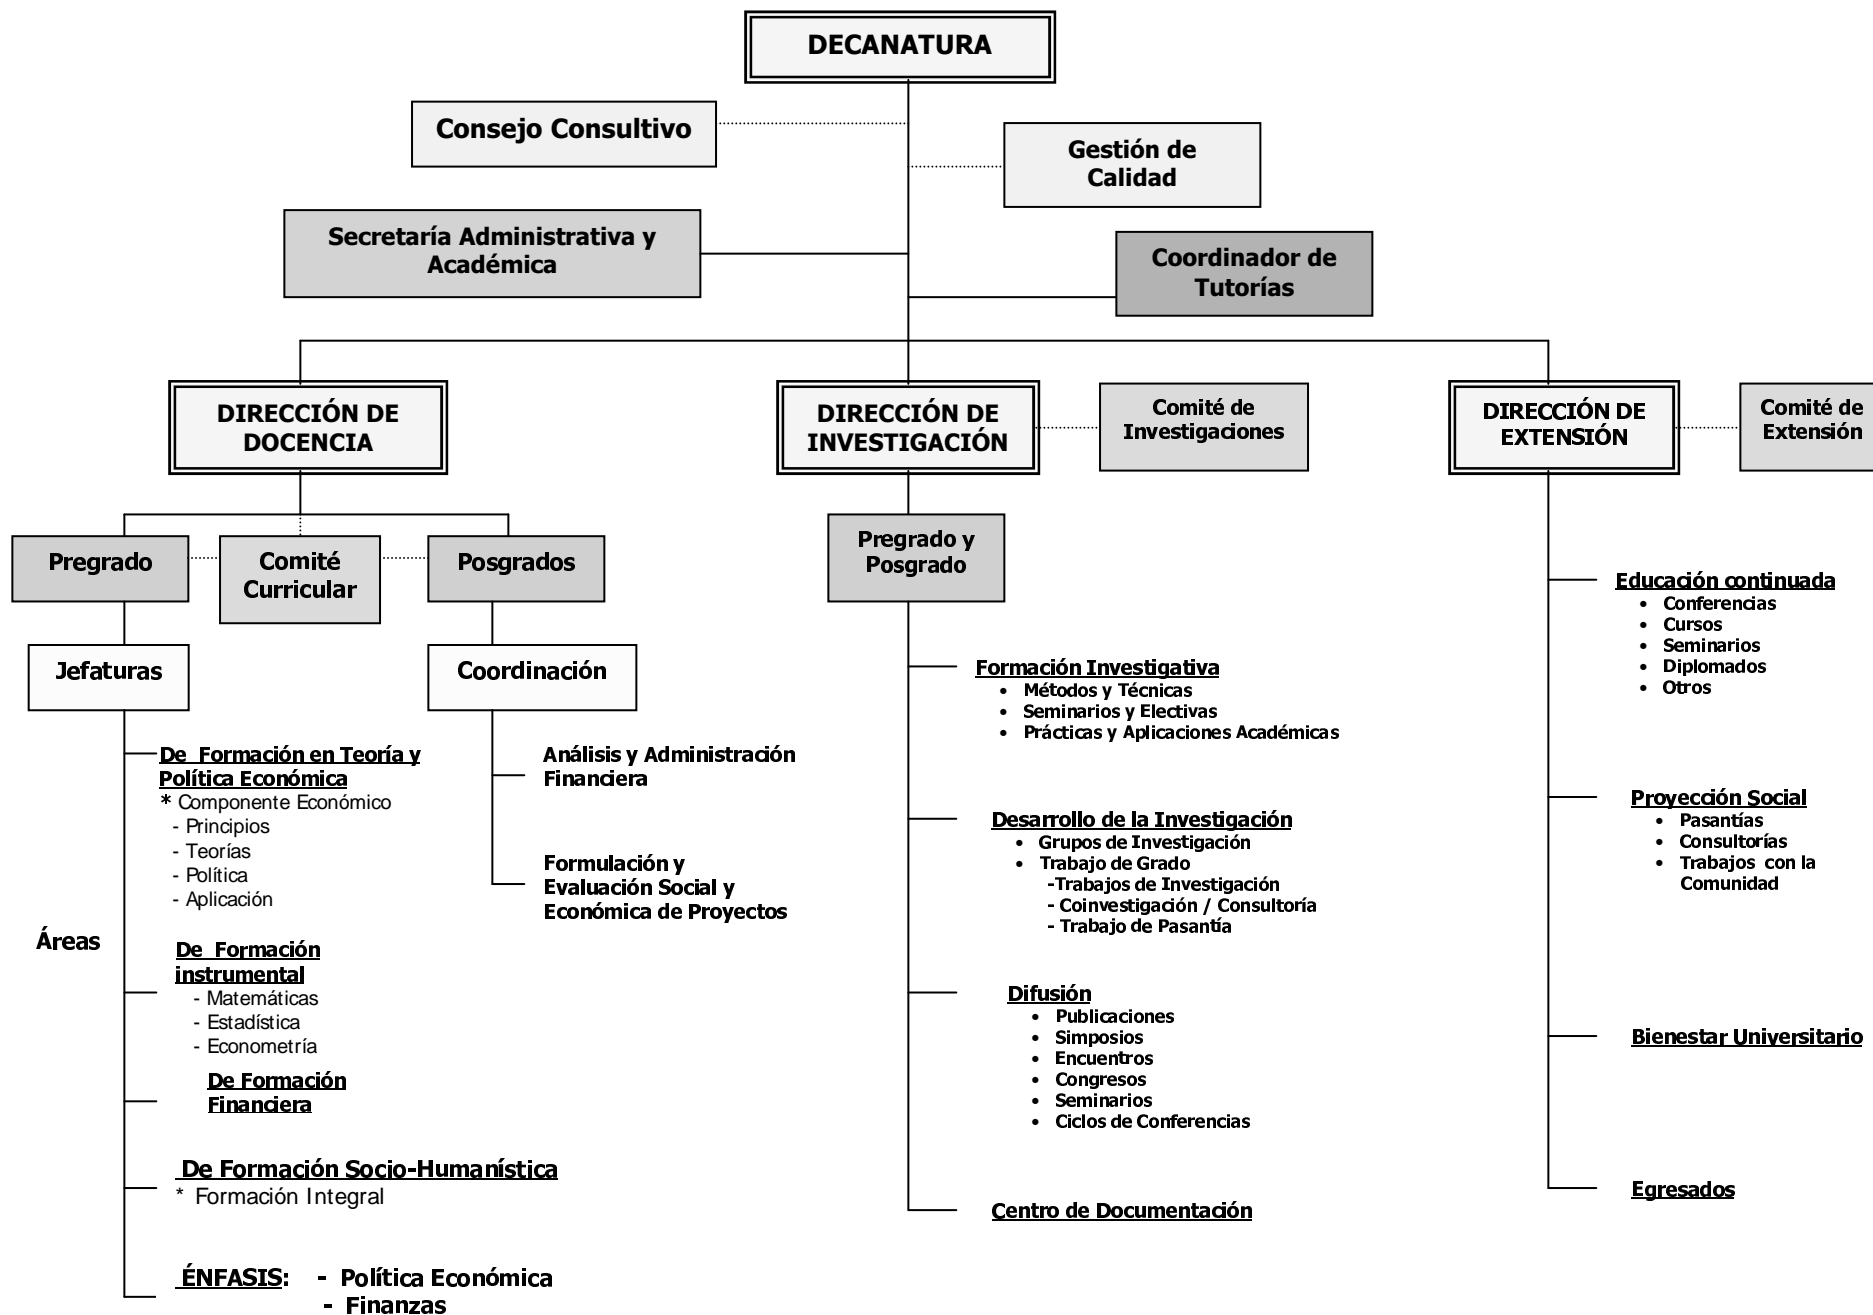 DECANATURA
Consejo Consultivo
Gestión de
Calidad
Secretaría Administrativa y
Académica
Coordinador de
Tutorías
DIRECCIÓN DE
DOCENCIA
DIRECCIÓN DE
INVESTIGACIÓN
Comité de
Investigaciones
DIRECCIÓN DE
EXTENSIÓN
Comité de
Extensión
Pregrado
Comité
Curricular
Posgrados
Jefaturas
Coordinación
Áreas
De Formación en Teoría y
Política Económica
* Componente Económico
- Principios
- Teorías
- Política
- Aplicación
De Formación
instrumental
- Matemáticas
- Estadística
- Econometría
De Formación
Financiera
De Formación Socio-Humanística
* Formación Integral
ÉNFASIS: - Política Económica
- Finanzas
Análisis y Administración
Financiera
Formulación y
Evaluación Social y
Económica de Proyectos
Pregrado y
Posgrado
Formación Investigativa
• Métodos y Técnicas
• Seminarios y Electivas
• Prácticas y Aplicaciones Académicas
Desarrollo de la Investigación
• Grupos de Investigación
• Trabajo de Grado
-Trabajos de Investigación
- Coinvestigación / Consultoría
- Trabajo de Pasantía
Difusión
• Publicaciones
• Simposios
• Encuentros
• Congresos
• Seminarios
• Ciclos de Conferencias
Centro de Documentación
Educación continuada
• Conferencias
• Cursos
• Seminarios
• Diplomados
• Otros
Proyección Social
• Pasantías
• Consultorías
• Trabajos con la
Comunidad
Bienestar Universitario
Egresados